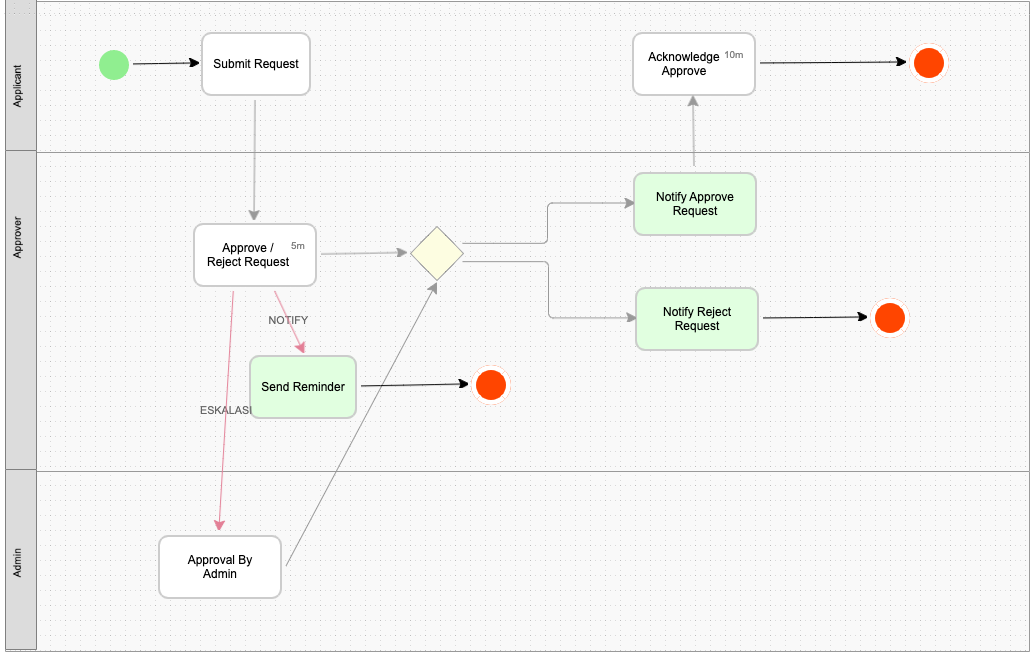 Applicant
Submit Request
Acknowledge 10m
Approve
Approver
Notify Approve
Request
Approve / 5m
Reject Request
NOTIFY
Notify Reject
Request
Send Reminder
ESKALASI
Admin
Approval By
Admin